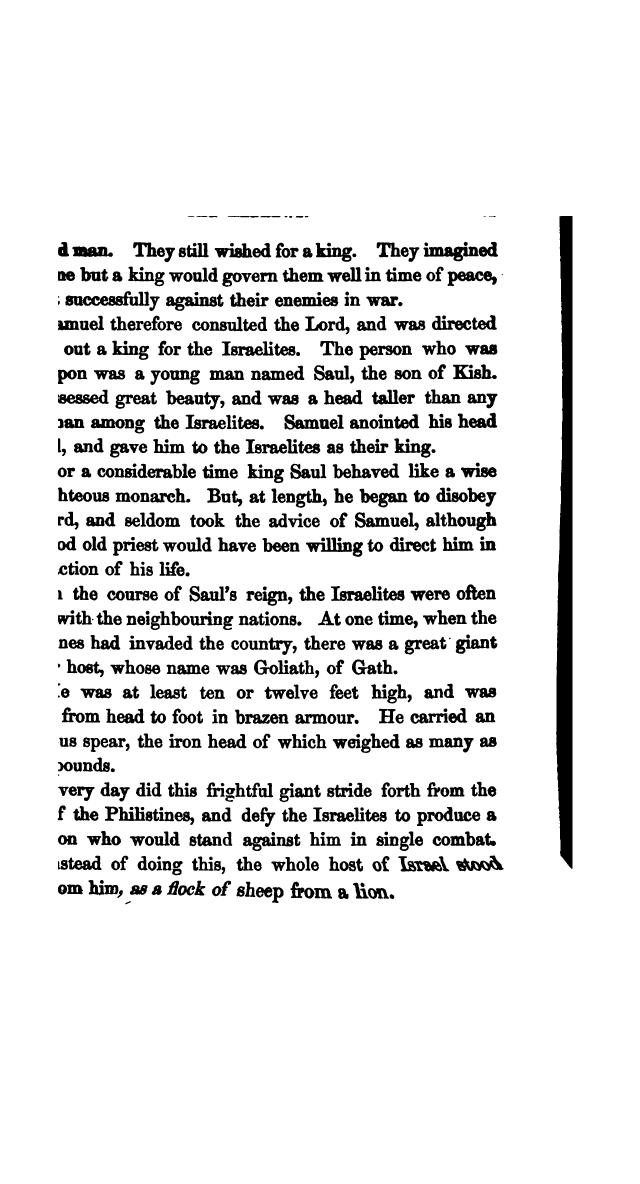 d man. They still wished for a king. They imagined
ne but a king would govern them well in time of peace,
successfully against their enemies in war.
muel therefore consulted the Lord, and was directed
out a king for the Israelites. The person who was
pon was a young man named Saul, the son of Kish.
sessed great beauty, and was a head taller than any
an among the Israelites. Samuel anointed his head
l, and gave him to the Israelites as their king.
or a considerable time king Saul behaved like a wise
hteous monarch. But, at length, he began to disobey
rd, and seldom took the advice of Samuel, although
od old priest would have been willing to direct him in
ction of his life.
the course of Saul's reign, the Israelites were often
with the neighbouring nations. At one time, when the
nes had invaded the country, there was a great giant
host, whose name was Goliath, of Gath.
e was at least ten or twelve feet high, and was
from head to foot in brazen armour. He carried an
us spear, the iron head of which weighed as many as
ounds.
very day did this frightful giant stride forth from the
f the Philistines, and defy the Israelites to produce a
on who would stand against him in single combat.
stead of doing this, the whole host of Israel stood
om him, as a flock of sheep from a lion.